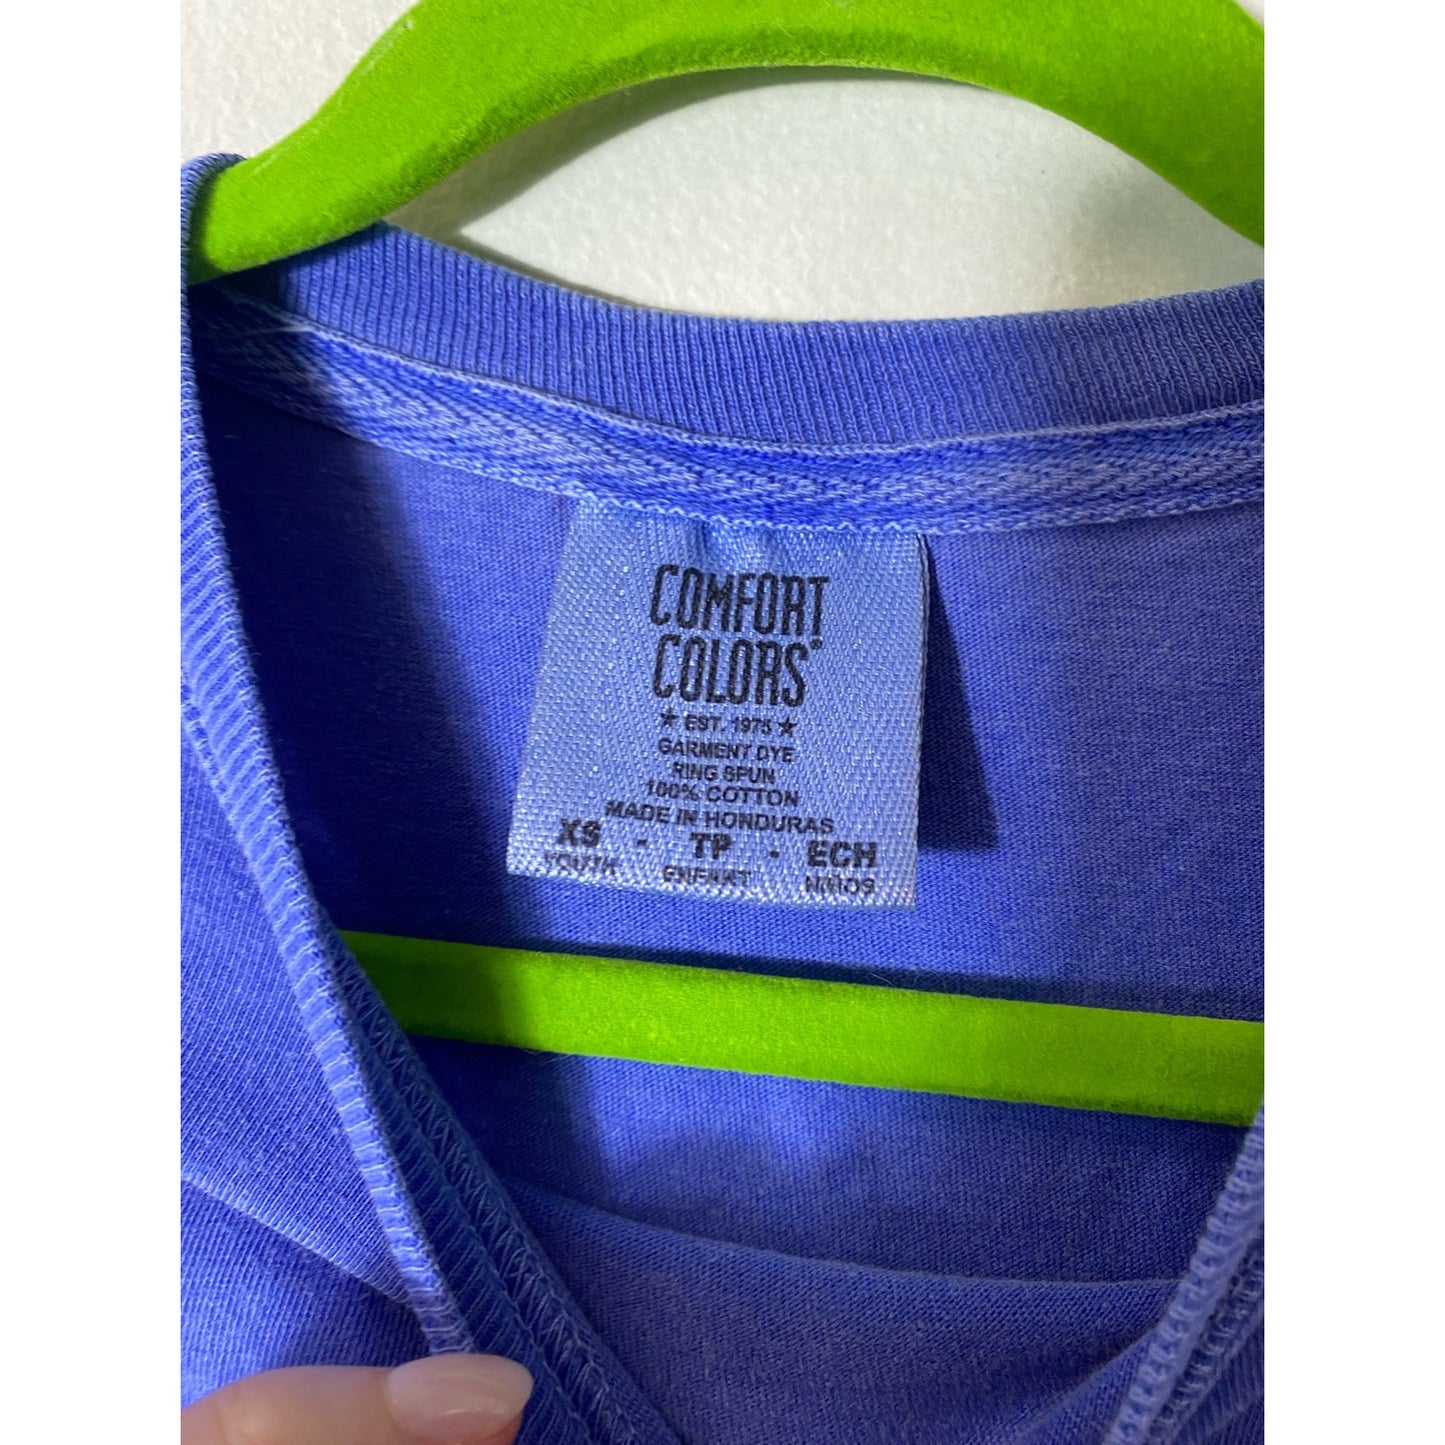 COMFORT
COLORS®
★ EST. 1975 ★
GARMENT DYE
RING SPUN
100% COTTON
MADE IN HONDURAS
XS - TP - ECH
YOUTH ENFANT NIÑOS